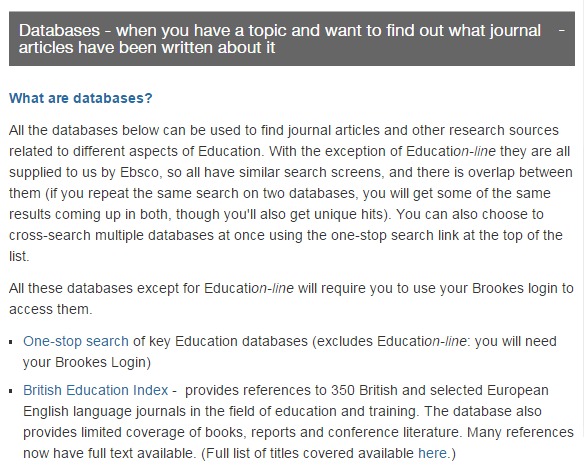 Databases - when you have a topic and want to find out what journal -
articles have been written about it
What are databases?
All the databases below can be used to find journal articles and other research sources
related to different aspects of Education. With the exception of Education-line they are all
supplied to us by Ebsco, so all have similar search screens, and there is overlap between
them (if you repeat the same search on two databases, you will get some of the same
results coming up in both, though you'll also get unique hits). You can also choose to
cross-search multiple databases at once using the one-stop search link at the top of the
list.
All these databases except for Education-line will require you to use your Brookes login to
access them.
▪ One-stop search of key Education databases (excludes Education-line: you will need
your Brookes Login)
▪ British Education Index - provides references to 350 British and selected European
English language journals in the field of education and training. The database also
provides limited coverage of books, reports and conference literature. Many references
now have full text available. (Full list of titles covered available here.)